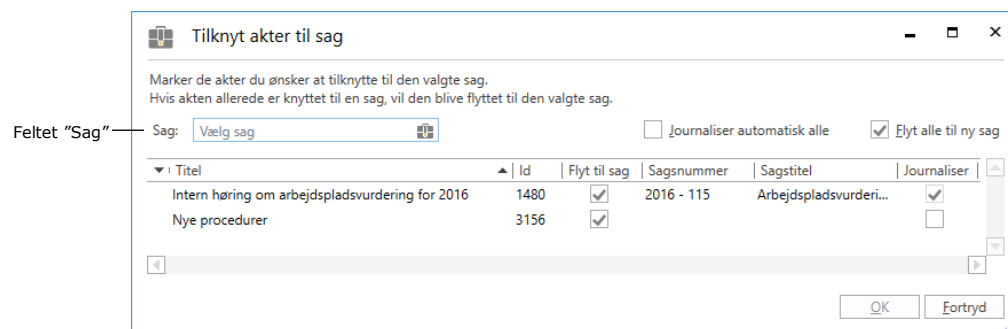 Tilknyt akter til sag
Marker de akter du ønsker at tilknytte til den valgte sag.
Hvis akten allerede er knyttet til en sag, vil den blive flyttet til den valgte sag.
Feltet ”Sag”
Sag: Vælg sag Journaliser automatisk alle Flyt alle til ny sag
Titel Id Flyt til sag Sagsnummer Sagstitel Journaliser
Intern høring om arbejdspladsvurdering for 2016 1480 2016 - 115 Arbejdspladsvurderi...
Nye procedurer 3156
OK Fortryd